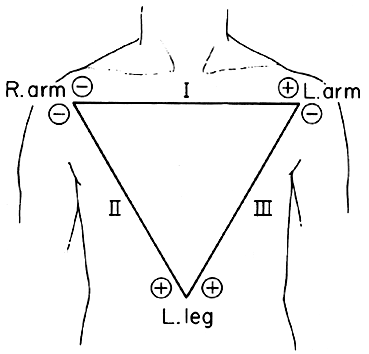 R.arm ⊖ I ⊕ L.arm
⊖ ⊖
II III
⊕ ⊕
L.leg